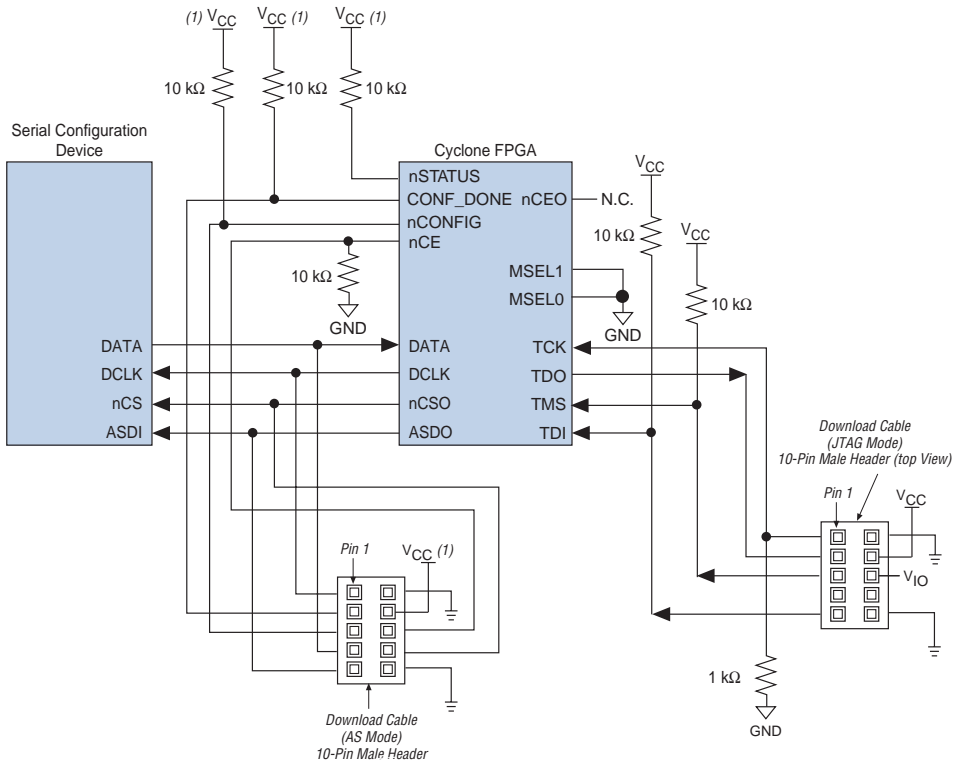 (1) VCC
VCC (1)
VCC (1)
10 kΩ
10 kΩ
10 kΩ
Serial Configuration
Device
Cyclone FPGA
nSTATUS
CONF_DONE
nCEO
N.C.
nCONFIG
nCE
VCC
10 kΩ
VCC
10 kΩ
10 kΩ
GND
MSEL1
MSEL0
GND
DATA
DCLK
nCS
ASDI
DATA
DCLK
nCSO
ASDO
TCK
TDO
TMS
TDI
Download Cable
(JTAG Mode)
10-Pin Male Header (top View)
Pin 1
VCC
VIO
Pin 1
VCC (1)
1 kΩ
GND
Download Cable
(AS Mode)
10-Pin Male Header